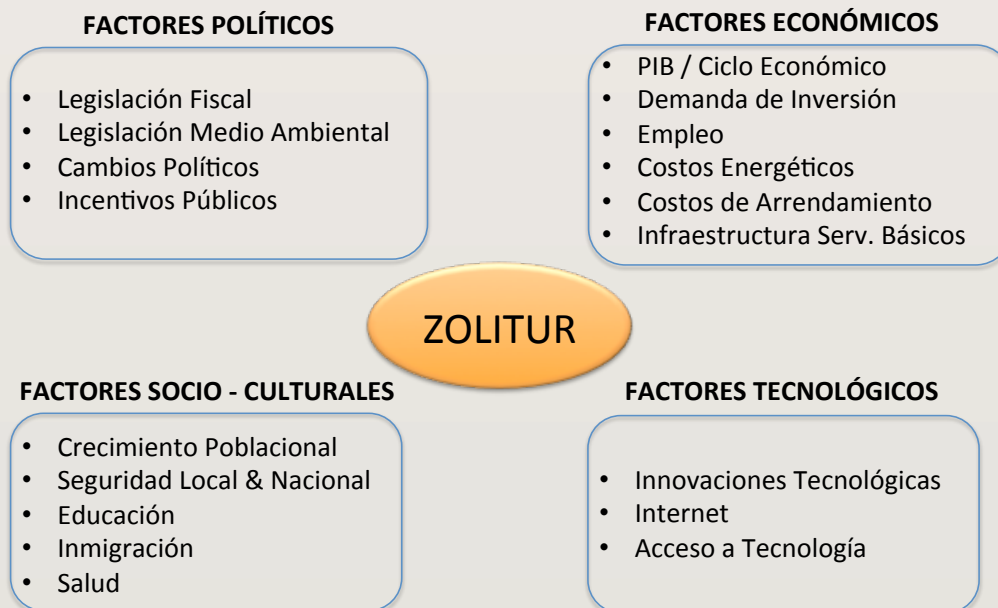 FACTORES POLÍTICOS
• Legislación Fiscal
• Legislación Medio Ambiental
• Cambios Políticos
• Incentivos Públicos
FACTORES ECONÓMICOS
• PIB / Ciclo Económico
• Demanda de Inversión
• Empleo
• Costos Energéticos
• Costos de Arrendamiento
• Infraestructura Serv. Básicos
ZOLITUR
FACTORES SOCIO - CULTURALES
• Crecimiento Poblacional
• Seguridad Local & Nacional
• Educación
• Inmigración
• Salud
FACTORES TECNOLÓGICOS
• Innovaciones Tecnológicas
• Internet
• Acceso a Tecnología